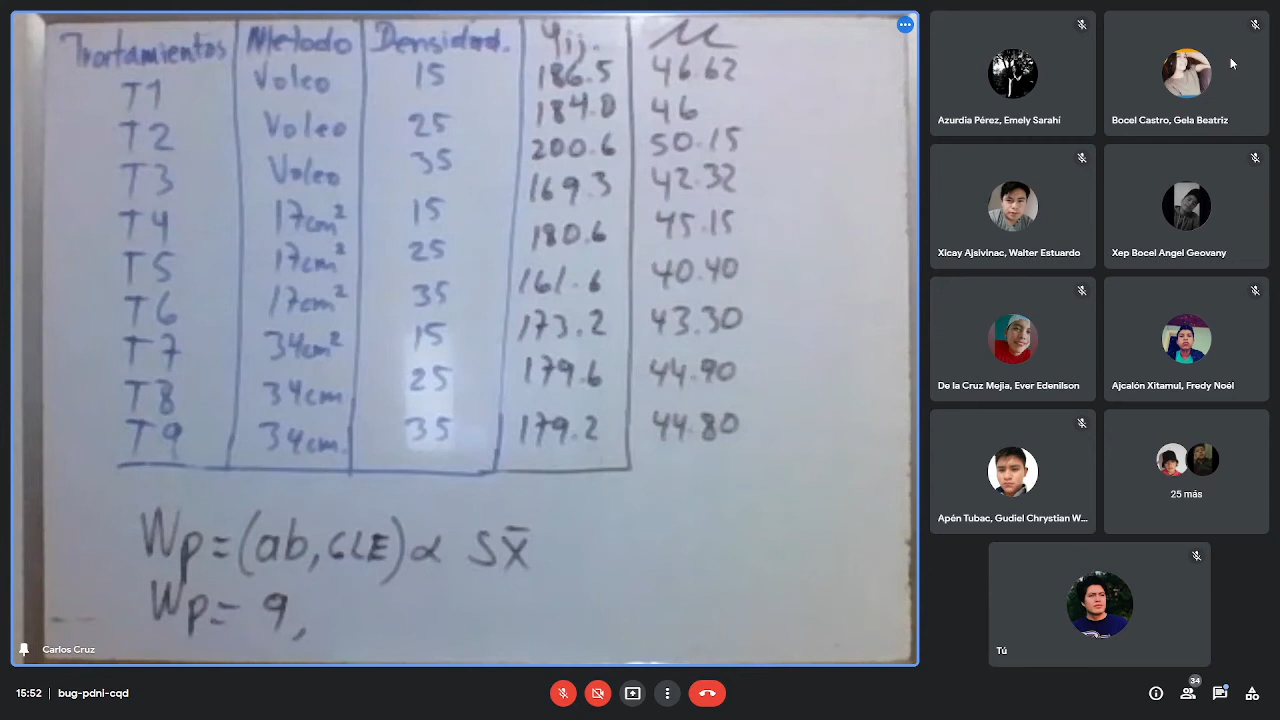 Tratamientos Método Densidad. Yij. μ
T1 Voleo 15 186.5 46.62
T2 Voleo 25 184.0 46
T3 Voleo 35 200.6 50.15
T4 17cm² 15 169.3 42.32
T5 17cm² 25 180.6 45.15
T6 17cm² 35 161.6 40.40
T7 34cm² 15 173.2 43.30
T8 34cm 25 179.6 44.90
T9 34cm. 35 179.2 44.80
Wp=(ab, GLE)∝ SX̄
Wp= 9,
Carlos Cruz
Azurdia Pérez, Emely Sarahí
Bocel Castro, Gela Beatriz
Xicay Ajsivinac, Walter Estuardo
Xep Bocel Angel Geovany
De la Cruz Mejia, Ever Edenilson
Ajcalón Xitamul, Fredy Noél
Apén Tubac, Gudiel Chrystian W...
25 más
Tú
15:52 | bug-pdnl-cqd
34